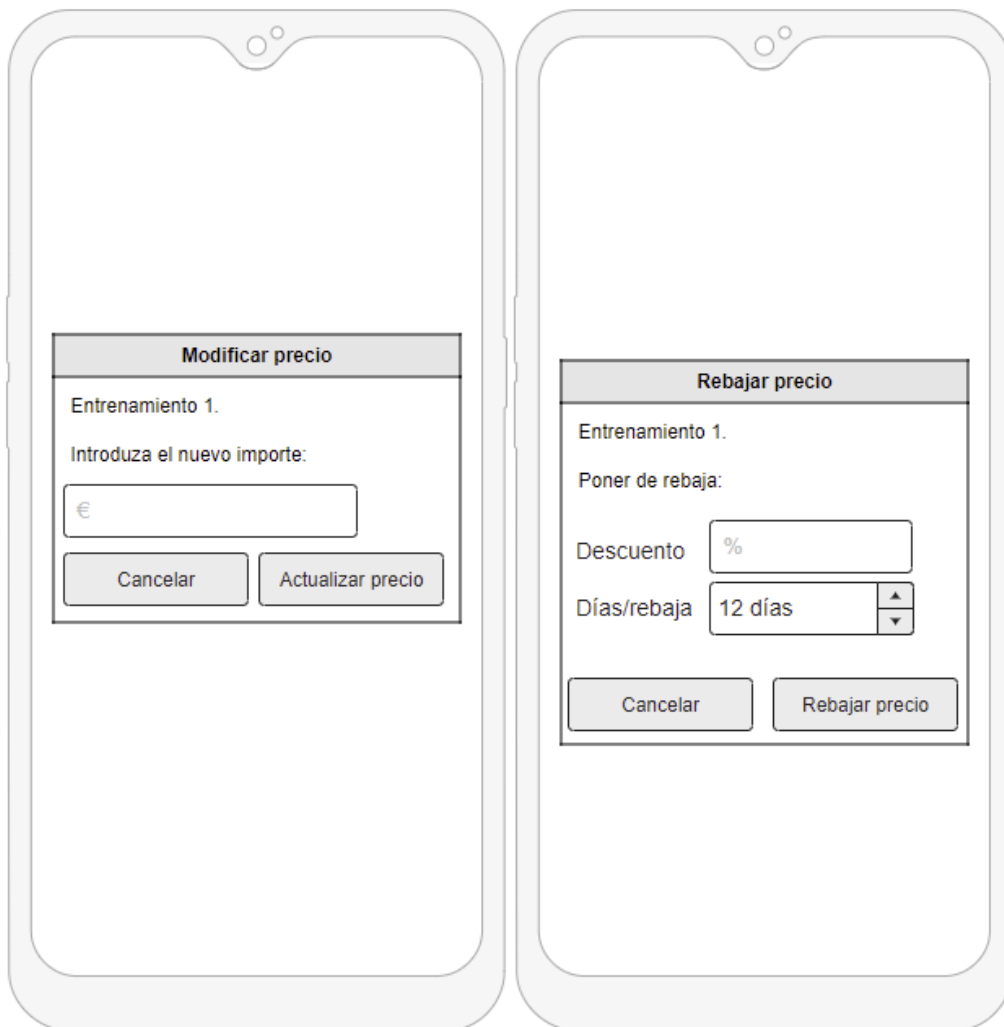 Modificar precio
Entrenamiento 1.
Introduza el nuevo importe:
€
Cancelar
Actualizar precio
Rebajar precio
Entrenamiento 1.
Poner de rebaja:
Descuento
%
Días/rebaja
12 días
Cancelar
Rebajar precio